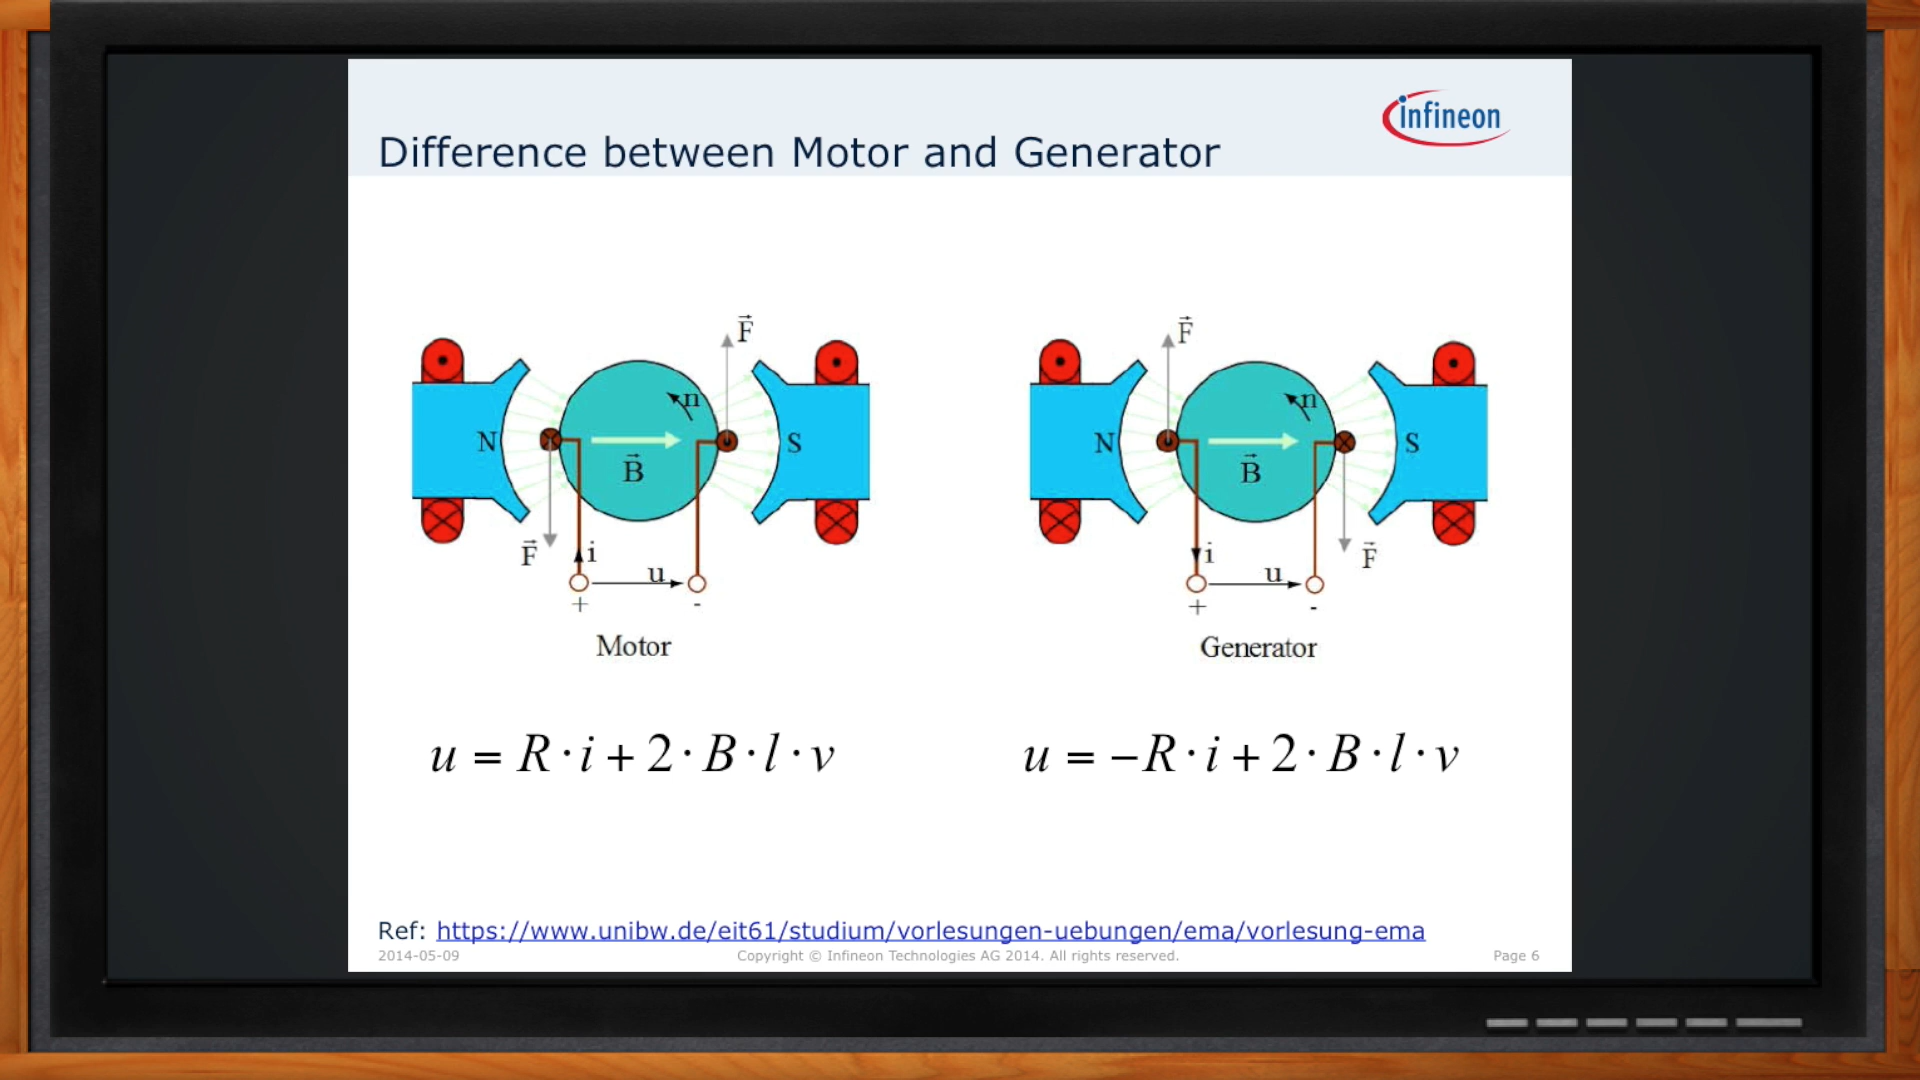 infineon
Difference between Motor and Generator
F
n
N
B
S
F
i
u
+ -
Motor
F
n
N
B
S
F
i
u
+ -
Generator
u = R · i + 2 · B · l · v
u = −R · i + 2 · B · l · v
Ref: https://www.unibw.de/eit61/studium/vorlesungen-uebungen/ema/vorlesung-ema
2014-05-09 Copyright © Infineon Technologies AG 2014. All rights reserved. Page 6